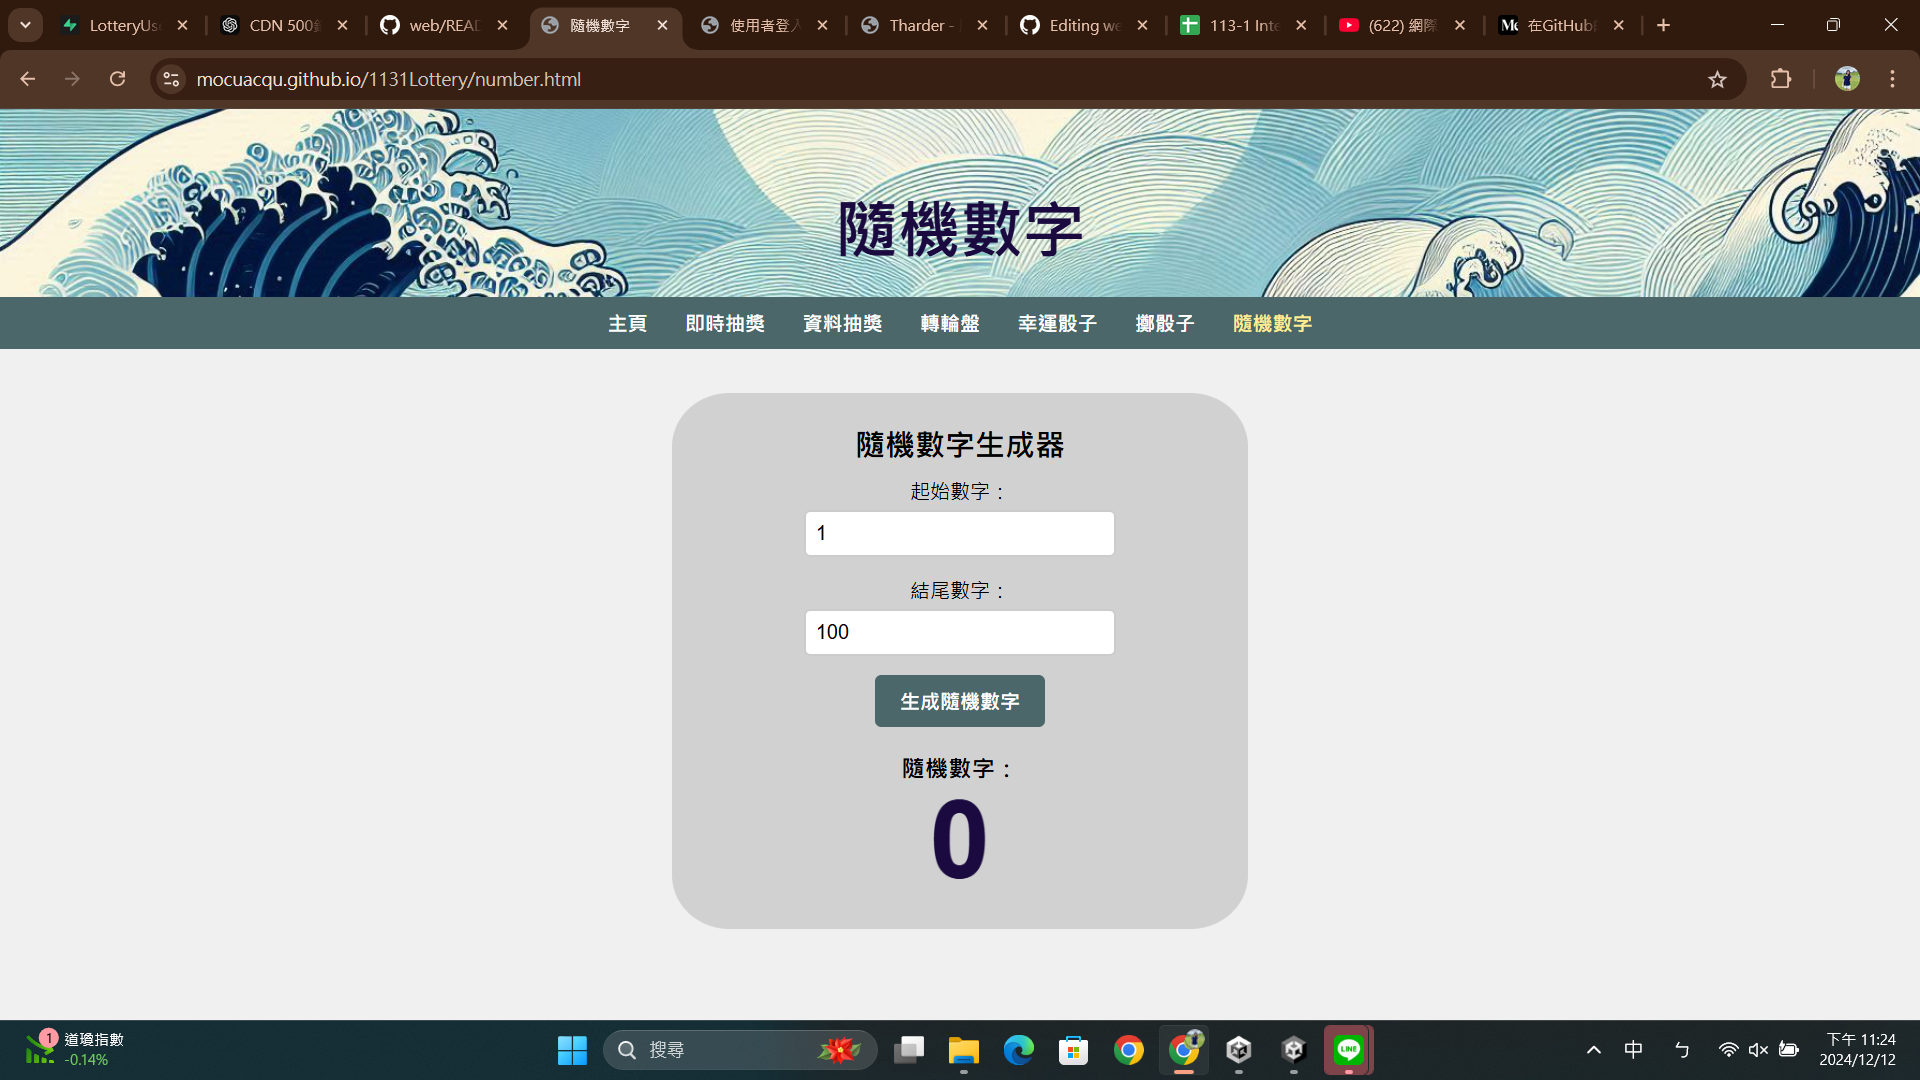 LotteryUse
CDN 500
web/READ
隨機數字
使用者登入
Tharder -
Editing we
113-1 Inte
(622) 網際
在GitHub
mocuacqu.github.io/1131Lottery/number.html
隨機數字
主頁 即時抽獎 資料抽獎 轉輪盤 幸運骰子 擲骰子 隨機數字
隨機數字生成器
起始數字：
1
結尾數字：
100
生成隨機數字
隨機數字：
0
1
道瓊指數
-0.14%
搜尋
LINE
中
ㄅ
下午 11:24
2024/12/12